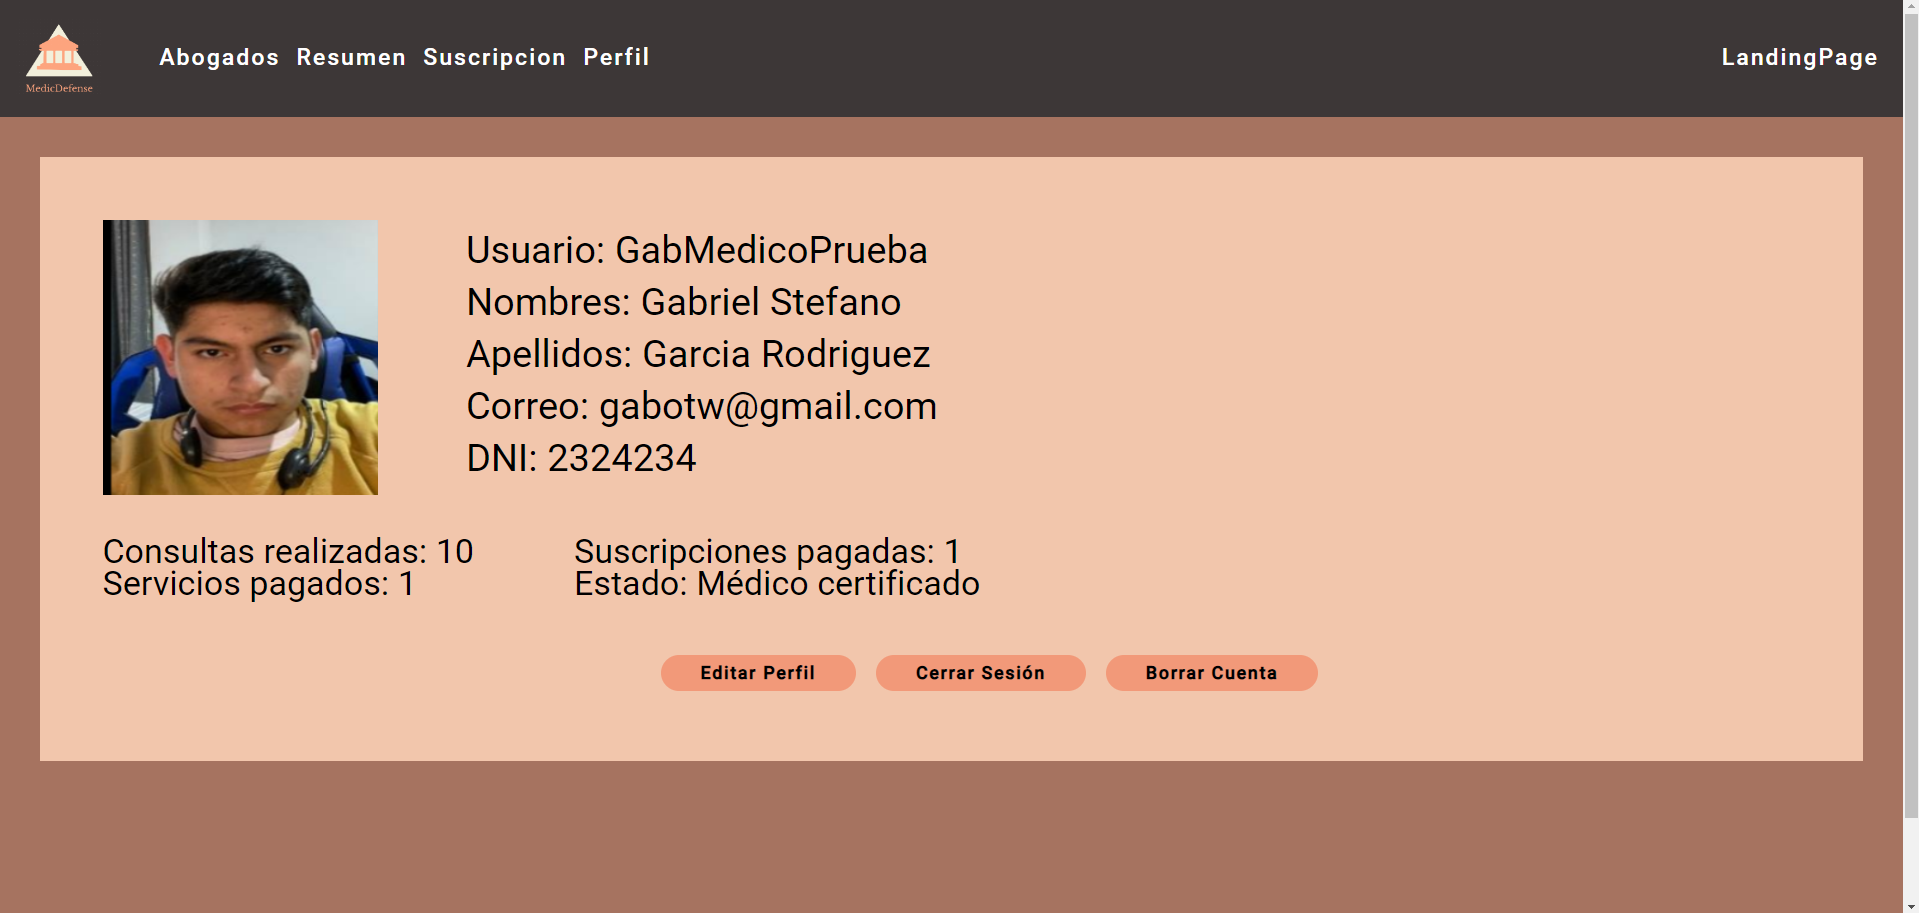 MedicDefense
Abogados Resumen Suscripcion Perfil
LandingPage
Usuario: GabMedicoPrueba
Nombres: Gabriel Stefano
Apellidos: Garcia Rodriguez
Correo: gabotw@gmail.com
DNI: 2324234
Consultas realizadas: 10
Servicios pagados: 1
Suscripciones pagadas: 1
Estado: Médico certificado
Editar Perfil
Cerrar Sesión
Borrar Cuenta